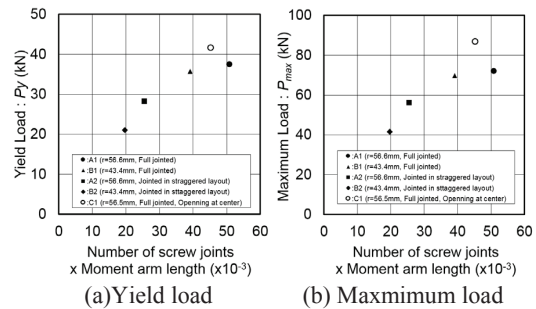 50
40
30
20
10
0
Yield Load : Py (kN)
●:A1 (r=56.6mm, Full jointed)
▲:B1 (r=43.4mm, Full jointed)
■:A2 (r=56.6mm, Jointed in straggered layout)
◆:B2 (r=43.4mm, Jointed in sttaggered layout)
○:C1 (r=56.5mm, Full jointed, Openning at center)
0 10 20 30 40 50 60
Number of screw joints
x Moment arm length (x10-3)
(a)Yield load
100
80
60
40
20
0
Maximum Load : Pmax (kN)
●:A1 (r=56.6mm, Full jointed)
▲:B1 (r=43.4mm, Full jointed)
■:A2 (r=56.6mm, Jointed in straggered layout)
◆:B2 (r=43.4mm, Jointed in sttaggered layout)
○:C1 (r=56.5mm, Full jointed, Openning at center)
0 10 20 30 40 50 60
Number of screw joints
x Moment arm length (x10-3)
(b) Maxmimum load